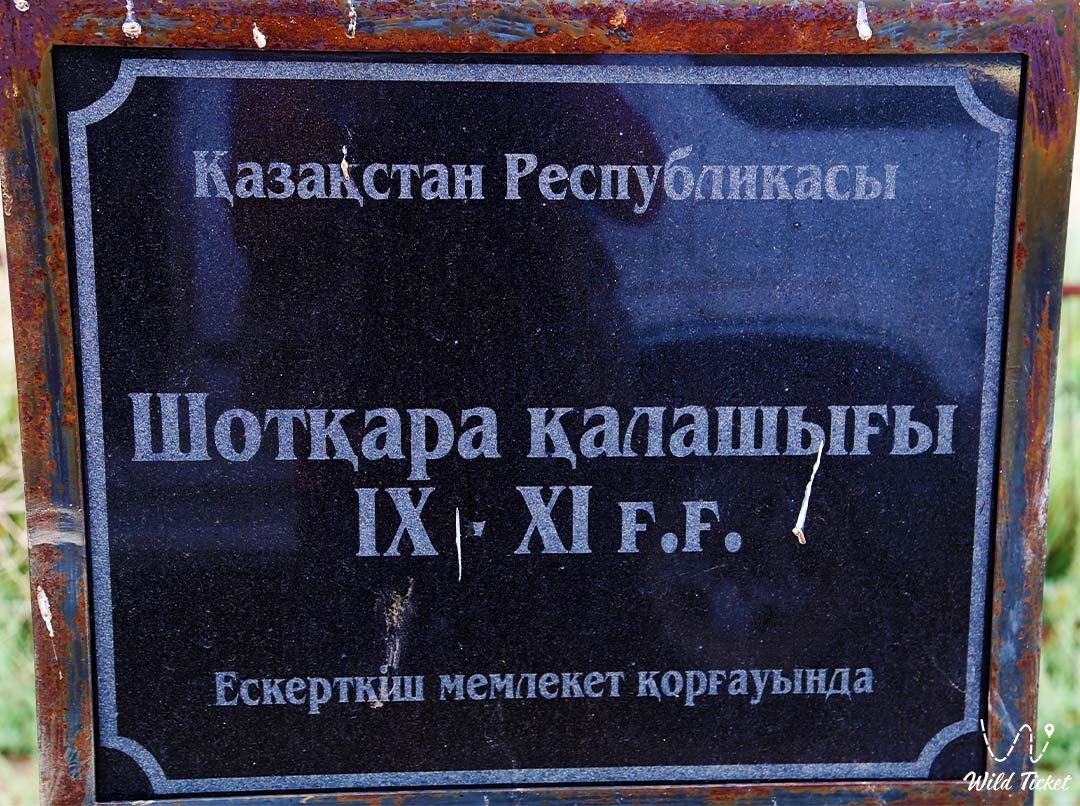 Қазақстан Республикасы
Шотқара қалашығы
IX - XI ғ.ғ.
Ескерткіш мемлекет қорғауында
Wild Ticket